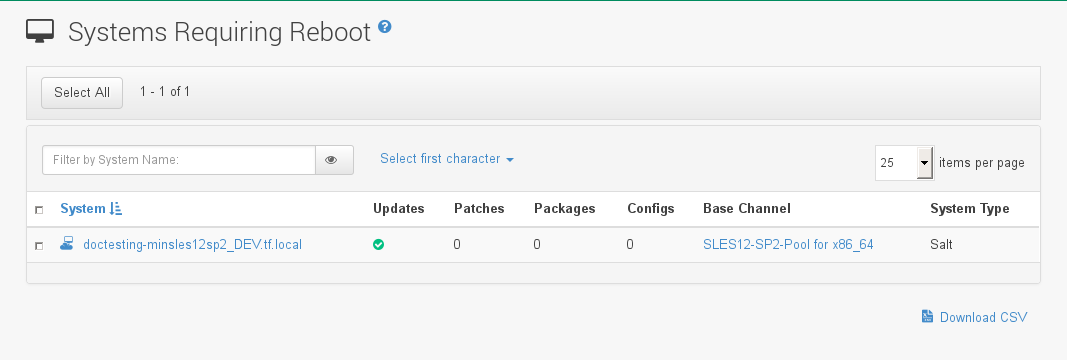 Systems Requiring Reboot ?
Select All 1 - 1 of 1
Filter by System Name: Select first character 25 items per page
System Updates Patches Packages Configs Base Channel System Type
doctesting-minsles12sp2_DEV.tf.local 0 0 0 SLES12-SP2-Pool for x86_64 Salt
Download CSV